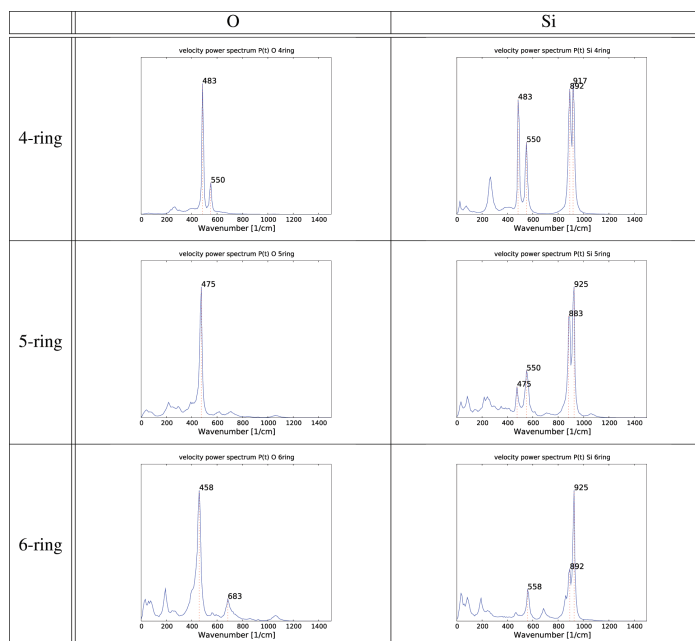 O Si
4-ring
velocity power spectrum P(t) O 4ring
483
550
0 200 400 600 800 1000 1200 1400
Wavenumber [1/cm]
velocity power spectrum P(t) Si 4ring
917
892
483
550
0 200 400 600 800 1000 1200 1400
Wavenumber [1/cm]
5-ring
velocity power spectrum P(t) O 5ring
475
0 200 400 600 800 1000 1200 1400
Wavenumber [1/cm]
velocity power spectrum P(t) Si 5ring
925
883
550
475
0 200 400 600 800 1000 1200 1400
Wavenumber [1/cm]
6-ring
velocity power spectrum P(t) O 6ring
458
683
0 200 400 600 800 1000 1200 1400
Wavenumber [1/cm]
velocity power spectrum P(t) Si 6ring
925
892
558
0 200 400 600 800 1000 1200 1400
Wavenumber [1/cm]